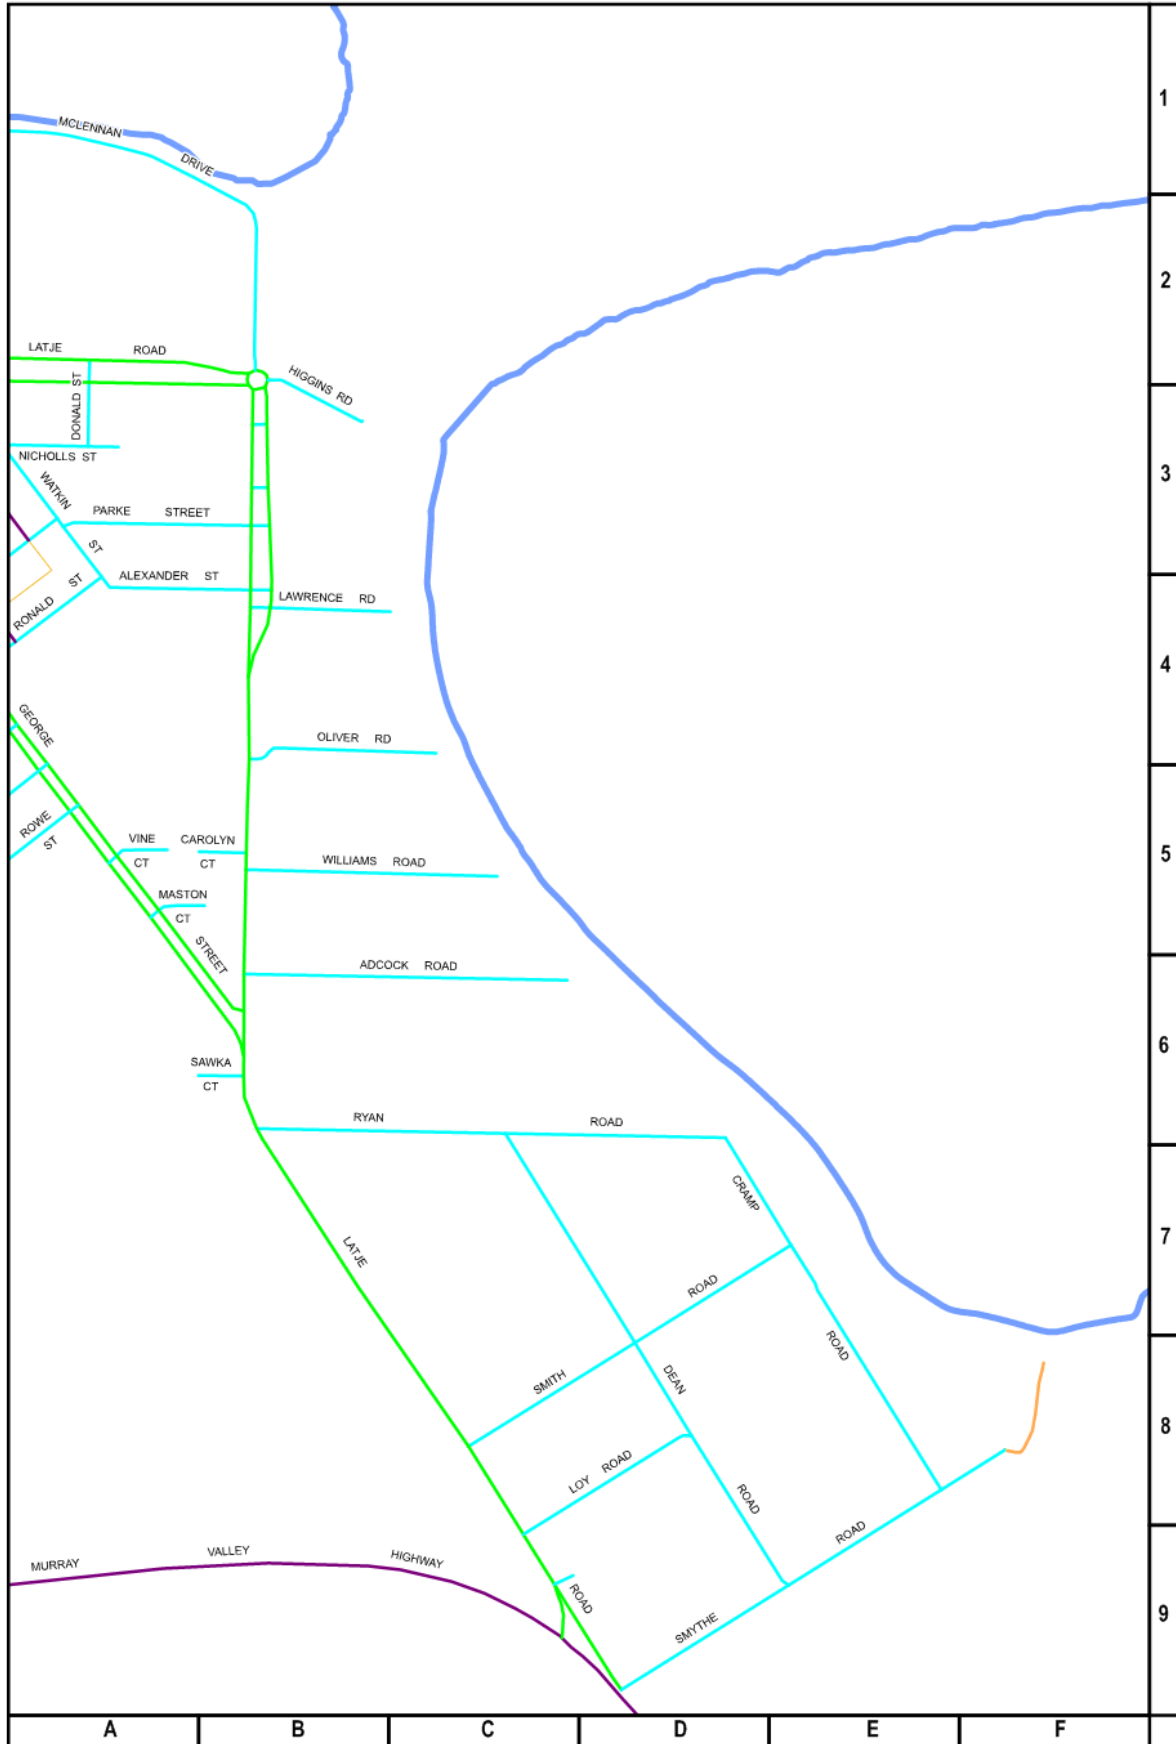 1
MCLENNAN
DRIVE
2
LATJE ROAD
HIGGINS RD
DONALD ST
NICHOLLS ST
3
WATKIN ST
PARKE STREET
ALEXANDER ST
LAWRENCE RD
RONALD ST
4
GEORGE
OLIVER RD
ROWE ST
VINE CT
CAROLYN CT
5
WILLIAMS ROAD
MASTON CT
STREET
ADCOCK ROAD
6
SAWKA CT
RYAN ROAD
CRAMP
7
LATJE
ROAD
ROAD
SMITH
DEAN
8
LOY ROAD
ROAD
ROAD
MURRAY VALLEY HIGHWAY
ROAD
9
SMYTHE
A B C D E F